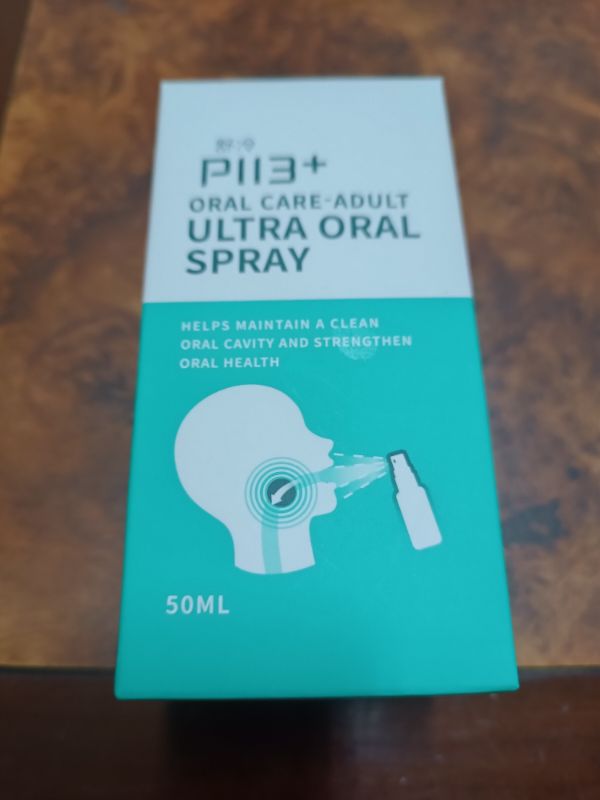 P113+
ORAL CARE-ADULT
ULTRA ORAL
SPRAY
HELPS MAINTAIN A CLEAN
ORAL CAVITY AND STRENGTHEN
ORAL HEALTH
50ML